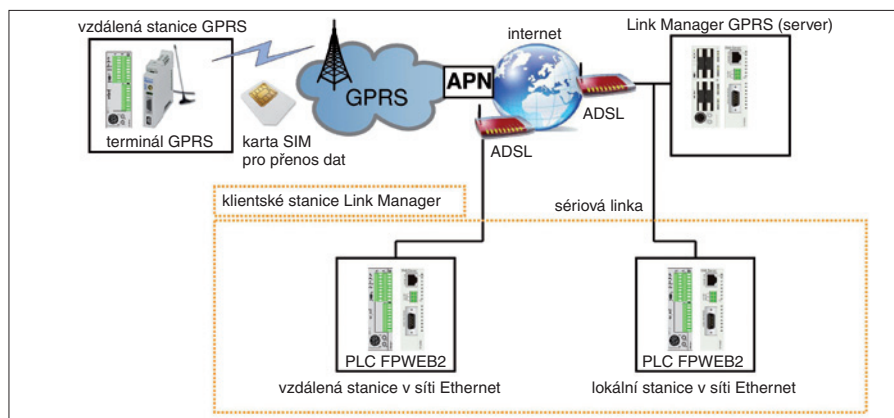 vzdálená stanice GPRS
internet
Link Manager GPRS (server)
APN
GPRS
ADSL
terminál GPRS
karta SIM
pro přenos dat
ADSL
klientské stanice Link Manager
sériová linka
PLC FPWEB2
PLC FPWEB2
vzdálená stanice v síti Ethernet
lokální stanice v síti Ethernet